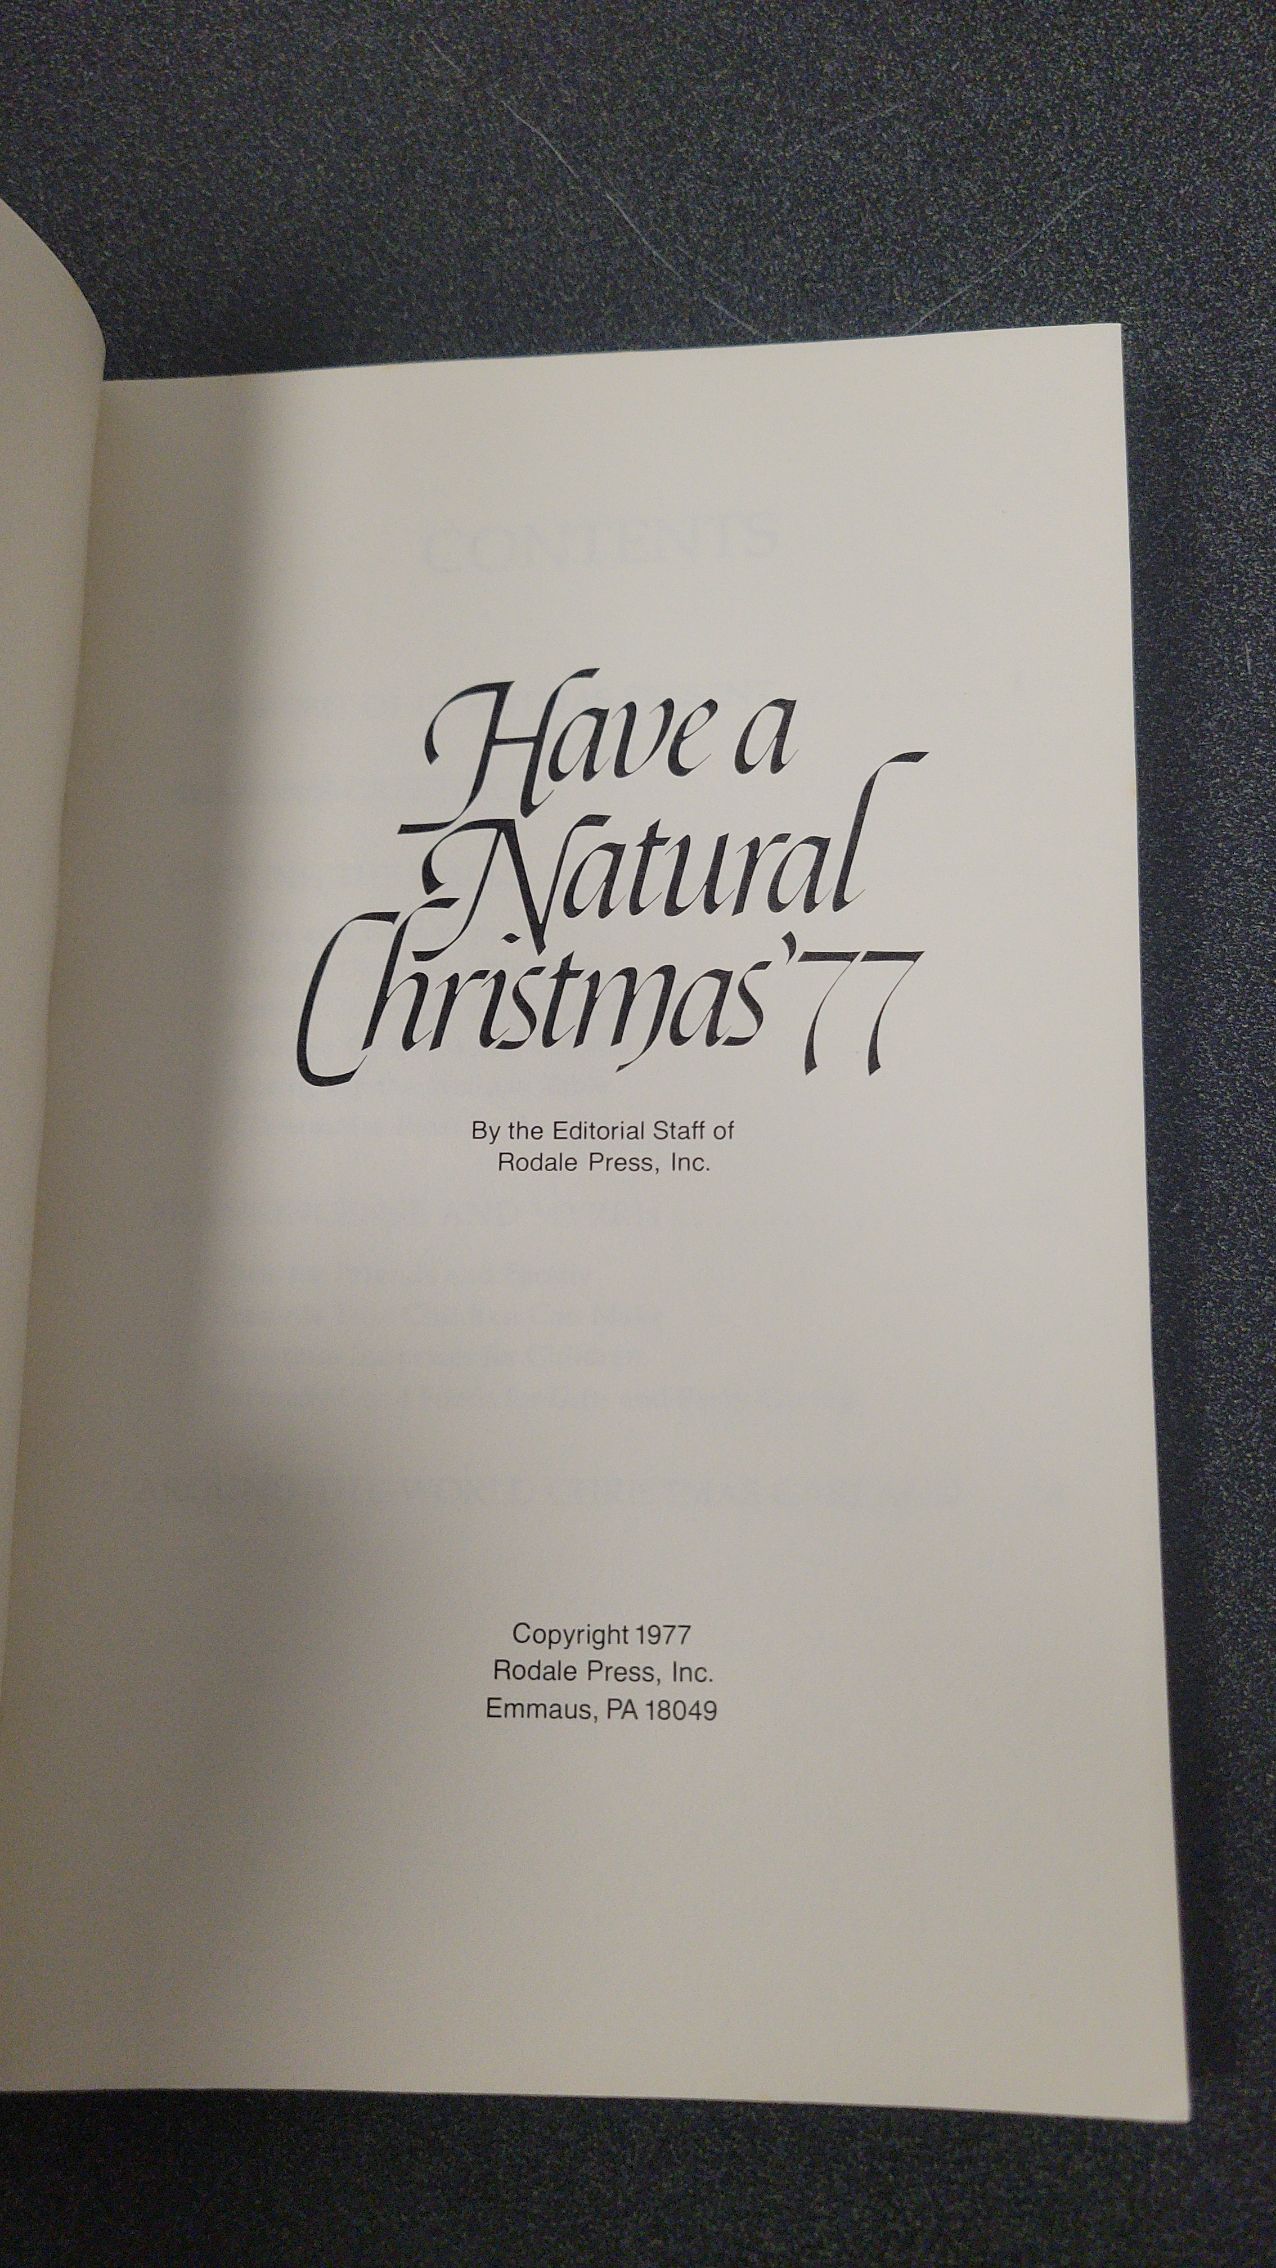 Have a
Natural
Christmas '77
By the Editorial Staff of
Rodale Press, Inc.
Copyright 1977
Rodale Press, Inc.
Emmaus, PA 18049
CONTENTS